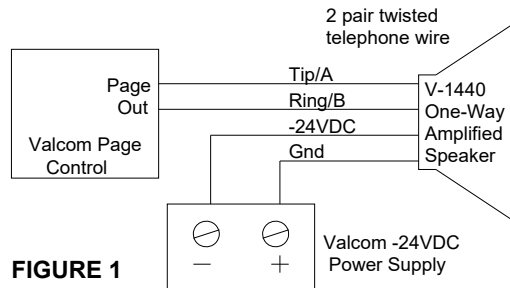 2 pair twisted
telephone wire
Page
Out
Valcom Page
Control
Tip/A
Ring/B
-24VDC
Gnd
V-1440
One-Way
Amplified
Speaker
− +
Valcom -24VDC
Power Supply
FIGURE 1